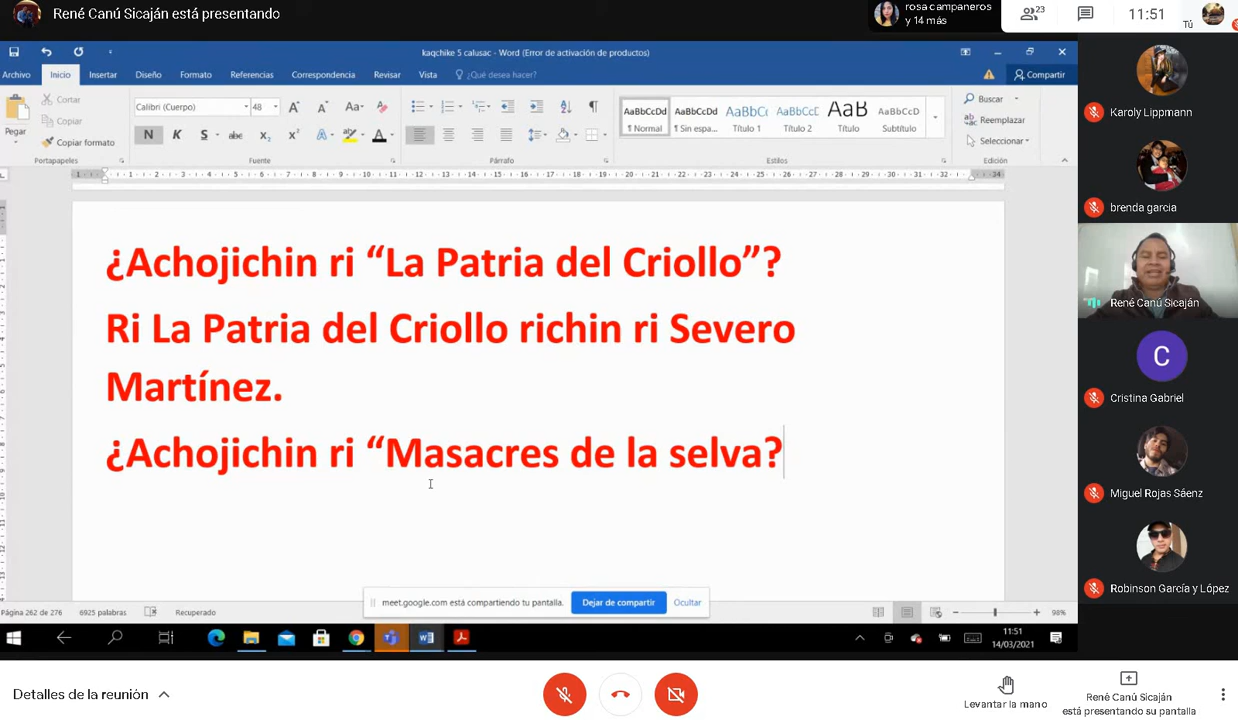 René Canú Sicaján está presentando
rosa campaneros
y 14 más
23
11:51
Tú
kaqchike 5 calusac - Word (Error de activación de productos)
Archivo Inicio Insertar Diseño Formato Referencias Correspondencia Revisar Vista ¿Qué desea hacer? Compartir
Pegar
Cortar
Copiar
Copiar formato
Portapapeles
Calibri (Cuerpo) 48
N K S abc x₂ x²
Fuente
Párrafo
AaBbCcDd AaBbCcDd AaBbCc AaBbCcD AaB AaBbCcD
¶ Normal ¶ Sin espa... Título 1 Título 2 Título Subtítulo
Estilos
Buscar
Reemplazar
Seleccionar
Edición
¿Achojichin ri “La Patria del Criollo”?
Ri La Patria del Criollo richin ri Severo
Martínez.
¿Achojichin ri “Masacres de la selva?
meet.google.com está compartiendo tu pantalla.
Dejar de compartir
Ocultar
Página 262 de 276 6925 palabras Recuperado
98%
11:51
14/03/2021
Karoly Lippmann
brenda garcia
René Canú Sicaján
C
Cristina Gabriel
Miguel Rojas Sáenz
Robinson García y López
Detalles de la reunión
Levantar la mano
René Canú Sicaján
está presentando su pantalla